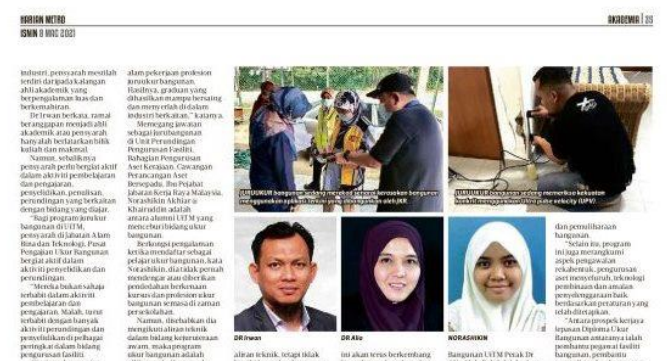 HARIAN METRO
ISNIN 8 MAC 2021
AKADEMIA | 35
industri, pensyarah mestilah
terdiri daripada kalangan
ahli akademik yang
berpengalaman luas dan
berkemahiran.
Dr Irwan berkata, ramai
beranggapan menjadi ahli
akademik atau pensyarah
hanyalah berlatarkan bilik
kuliah dan makmal.
Namun, sebaliknya
pensyarah perlu bergiat aktif
dalam aktiviti pembelajaran
dan pengajaran,
penyelidikan, penulisan,
perundingan yang berkaitan
dengan bidang yang diajar.
"Bagi program juruukur
bangunan di UiTM,
pensyarah di Jabatan Alam
Bina dan Teknologi, Pusat
Pengajian Ukur Bangunan
bergiat aktif dalam
aktiviti penyelidikan dan
perundingan.
"Mereka bukan sahaja
terbabit dalam aktiviti
pembelajaran dan
pengajaran. Malah, turut
terbabit dengan banyak
aktiviti perundingan dan
penyelidikan di pelbagai
peringkat dalam bidang
pengurusan fasiliti
alam pekerjaan profesion
juruukur bangunan.
Hasilnya, graduan yang
dihasilkan mampu bersaing
dan menyerlah di dalam
industri berkaitan," katanya.
Memegang jawatan
sebagai jurubangunan
di Unit Perundingan
Pengurusan Fasiliti,
Bahagian Pengurusan
Aset Kerajaan, Cawangan
Perancangan Aset
Bersepadu, Ibu Pejabat
Jabatan Kerja Raya Malaysia,
Norashikin Akhiar @
Khairuddin adalah
antara alumni UiTM yang
menceburi bidang ukur
bangunan.
Berkongsi pengalaman
ketika mendaftar sebagai
pelajar ukur bangunan, kata
Norashikin, dia tidak pernah
mendengar atau diberikan
pendedahan berkenaan
kursus dan profesion ukur
bangunan semasa di zaman
persekolahan.
Namun, disebabkan dia
mengikuti aliran teknik
dalam bidang kejuruteraan
awam, maka program
ukur bangunan adalah
JURUUKUR bangunan sedang merekod senarai kerosakan bangunan
menggunakan aplikasi terkini yang dibangunkan oleh JKR.
JURUUKUR bangunan sedang memeriksa kekuatan
konkrit menggunakan Ultra pulse velocity (UPV).
DR Irwan
DR Alia
NORASHIKIN
aliran teknik, tetapi tidak
ini akan terus berkembang
Bangunan UiTM Perak Dr
dan pemuliharaan
bangunan.
"Selain itu, program
ini juga merangkumi
aspek pengawalan
rekabentuk, pengurusan
aset menyeluruh, teknologi
pembinaan dan amalan
penyelenggaraan baik
berdasarkan peraturan yang
telah ditetapkan.
"Antara prospek kerjaya
lepasan Diploma Ukur
Bangunan antaranya ialah
pembantu pegawai fasiliti
bangunan, pembantu